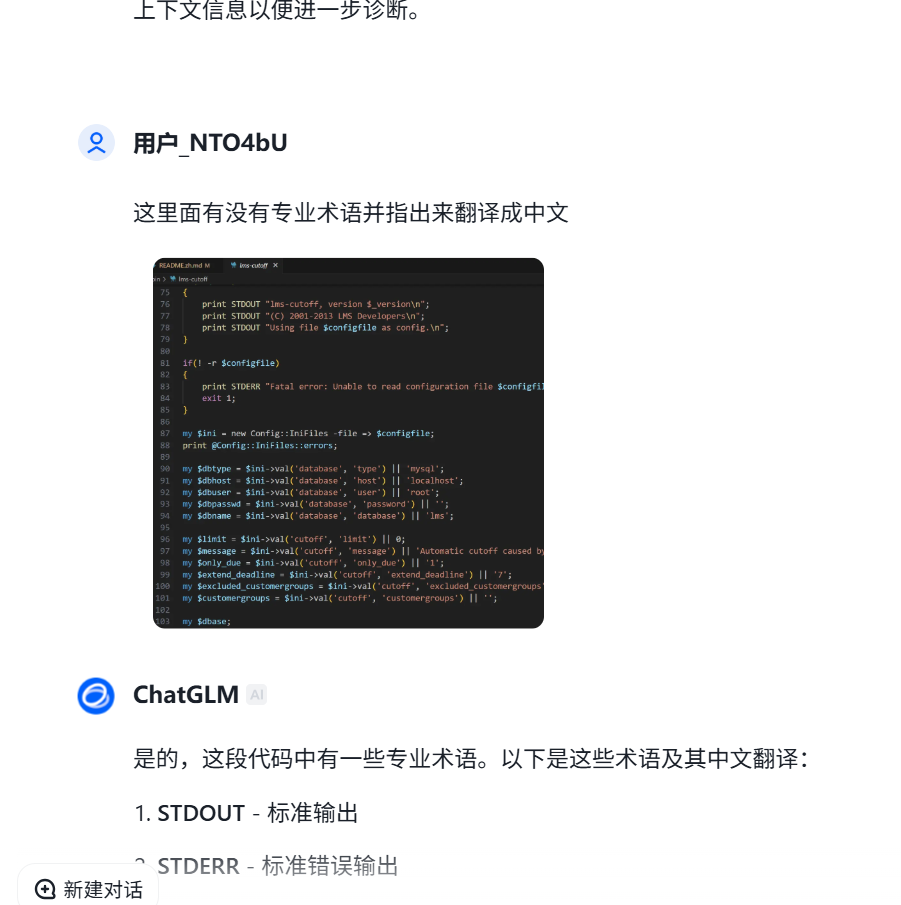 上下文信息以便进一步诊断。
用户_NTO4bU
这里面有没有专业术语并指出来翻译成中文
README.zh.md M
lms-cutoff ×
bin > lms-cutoff
75 {
76 print STDOUT "lms-cutoff, version $_version\n";
77 print STDOUT "(C) 2001-2013 LMS Developers\n";
78 print STDOUT "Using file $configfile as config.\n";
79 }
80
81 if(! -r $configfile)
82 {
83 print STDERR "Fatal error: Unable to read configuration file $configfil
84 exit 1;
85 }
86
87 my $ini = new Config::IniFiles -file => $configfile;
88 print @Config::IniFiles::errors;
89
90 my $dbtype = $ini->val('database', 'type') || 'mysql';
91 my $dbhost = $ini->val('database', 'host') || 'localhost';
92 my $dbuser = $ini->val('database', 'user') || 'root';
93 my $dbpasswd = $ini->val('database', 'password') || '';
94 my $dbname = $ini->val('database', 'database') || 'lms';
95
96 my $limit = $ini->val('cutoff', 'limit') || 0;
97 my $message = $ini->val('cutoff', 'message') || 'Automatic cutoff caused by
98 my $only_due = $ini->val('cutoff', 'only_due') || '1';
99 my $extend_deadline = $ini->val('cutoff', 'extend_deadline') || '7';
100 my $excluded_customergroups = $ini->val('cutoff', 'excluded_customergroups'
101 my $customergroups = $ini->val('cutoff', 'customergroups') || '';
102
103 my $dbase;
ChatGLM AI
是的，这段代码中有一些专业术语。以下是这些术语及其中文翻译：
1. STDOUT - 标准输出
2. STDERR - 标准错误输出
新建对话